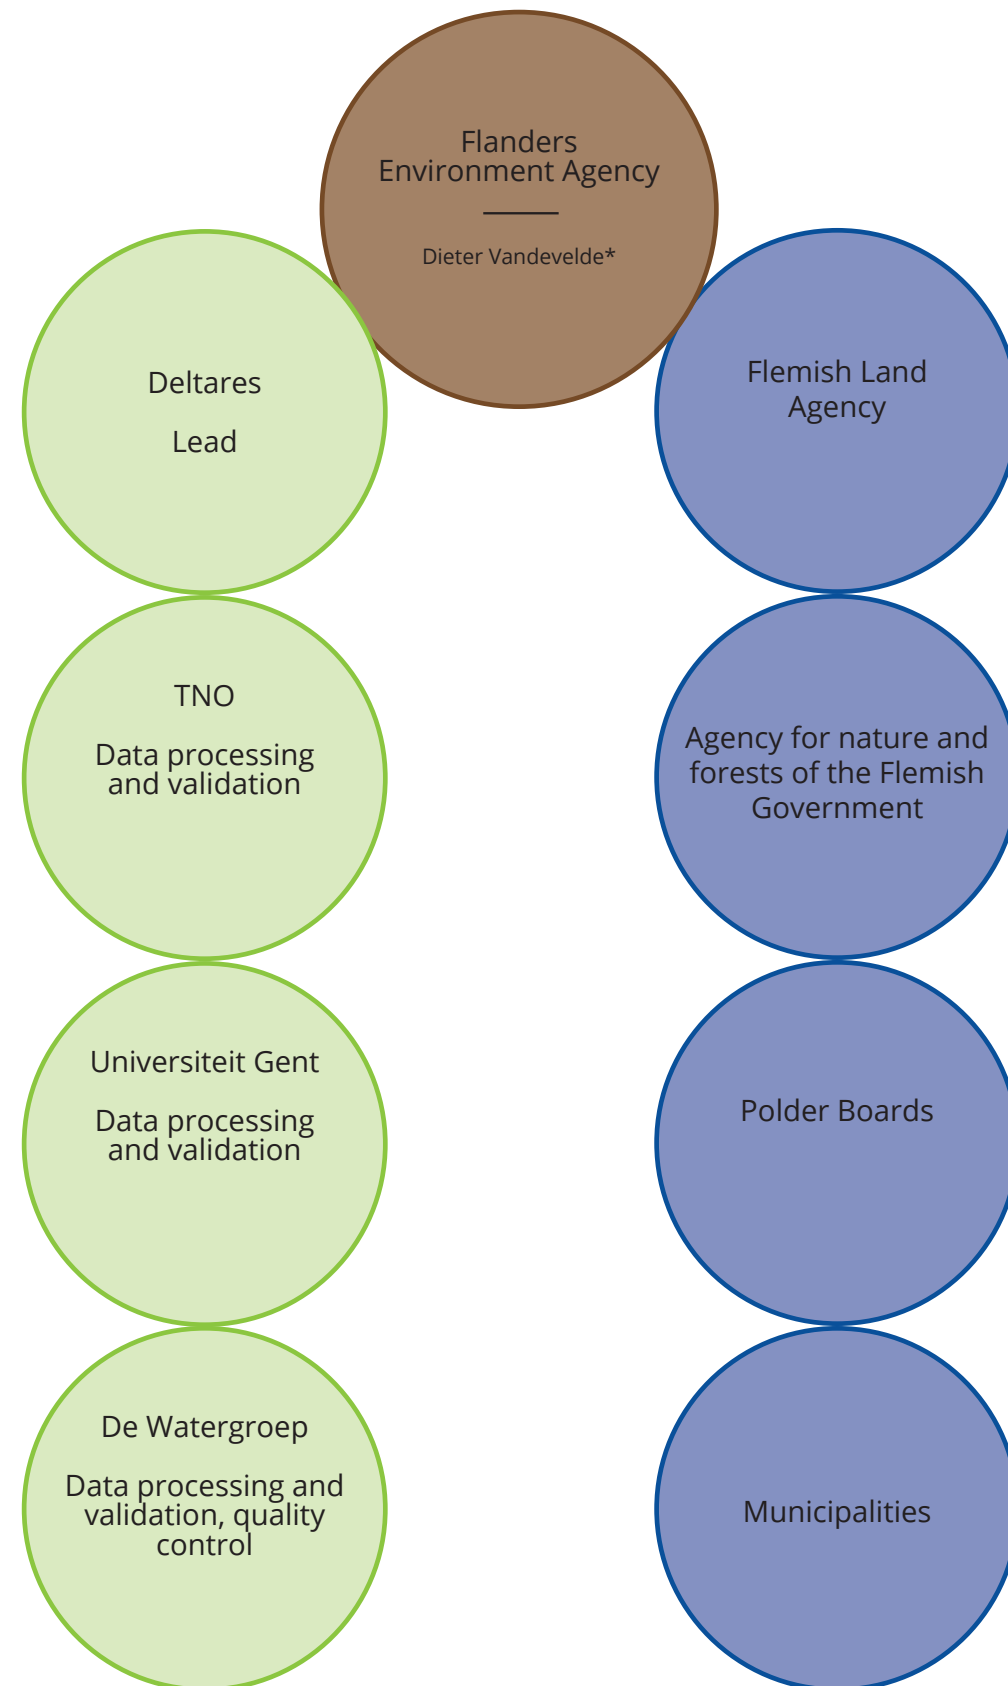 Flanders
Environment Agency
Dieter Vandevelde*
Deltares
Lead
TNO
Data processing
and validation
Universiteit Gent
Data processing
and validation
De Watergroep
Data processing and
validation, quality
control
Flemish Land
Agency
Agency for nature and
forests of the Flemish
Government
Polder Boards
Municipalities